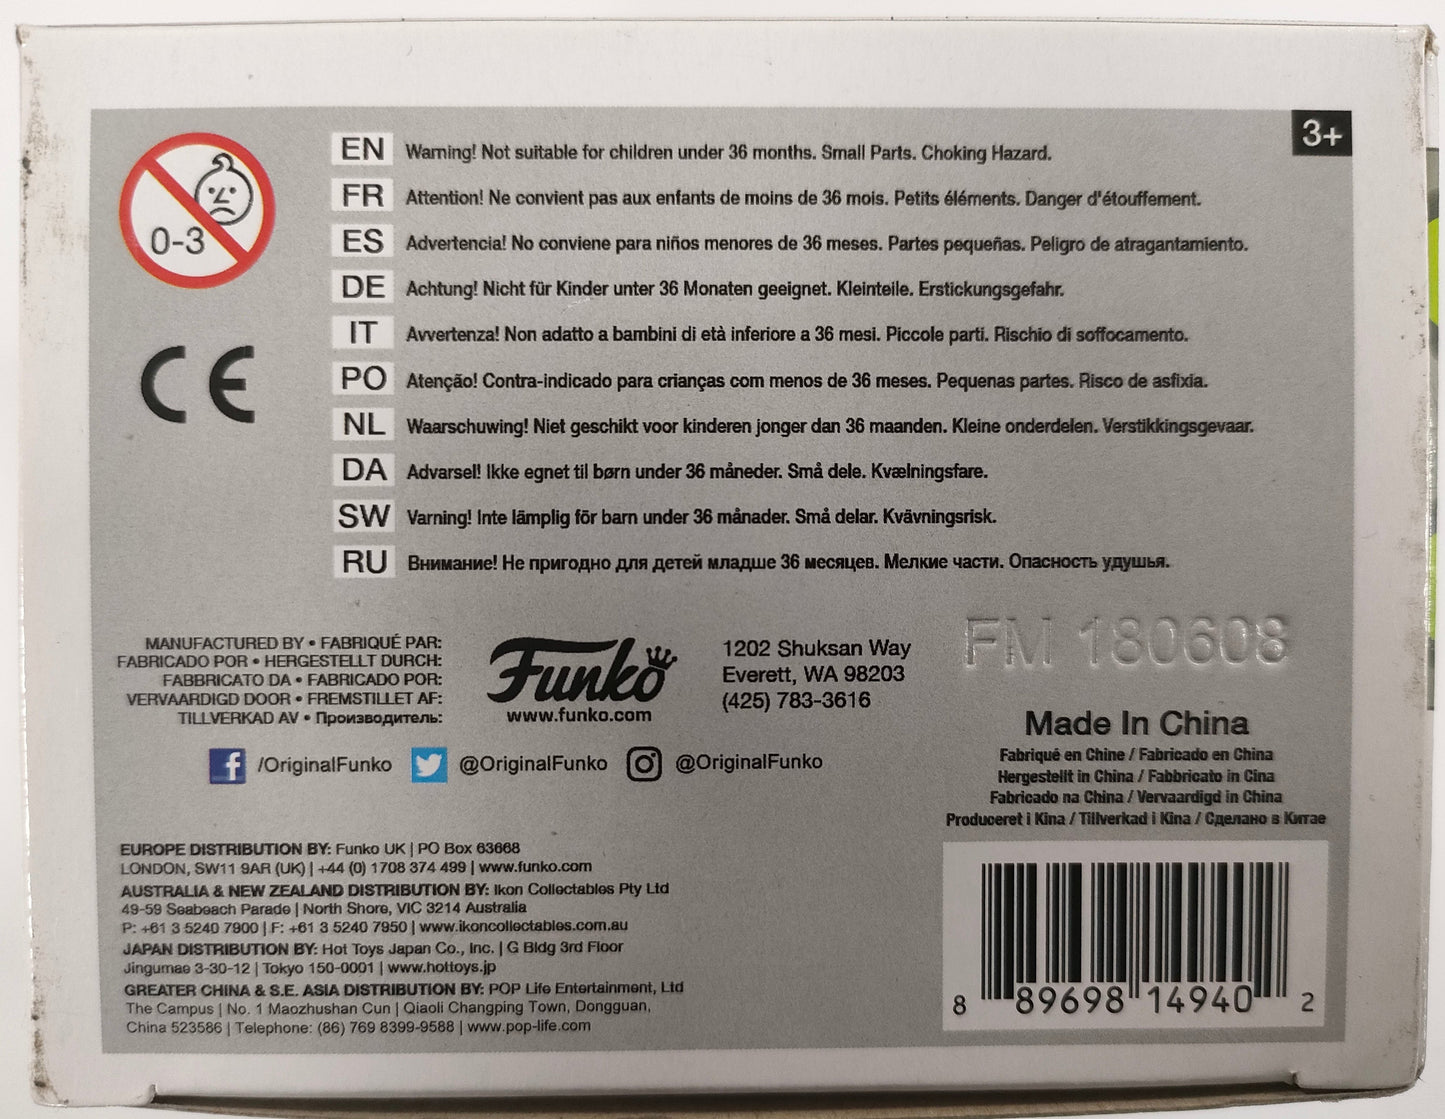 3+
0-3
CE
EN Warning! Not suitable for children under 36 months. Small Parts. Choking Hazard.
FR Attention! Ne convient pas aux enfants de moins de 36 mois. Petits éléments. Danger d'étouffement.
ES Advertencia! No conviene para niños menores de 36 meses. Partes pequeñas. Peligro de atragantamiento.
DE Achtung! Nicht für Kinder unter 36 Monaten geeignet. Kleinteile. Erstickungsgefahr.
IT Avvertenza! Non adatto a bambini di età inferiore a 36 mesi. Piccole parti. Rischio di soffocamento.
PO Atenção! Contra-indicado para crianças com menos de 36 meses. Pequenas partes. Risco de asfixia.
NL Waarschuwing! Niet geschikt voor kinderen jonger dan 36 maanden. Kleine onderdelen. Verstikkingsgevaar.
DA Advarsel! Ikke egnet til børn under 36 måneder. Små dele. Kvælningsfare.
SW Varning! Inte lämplig för barn under 36 månader. Små delar. Kvävningsrisk.
RU Внимание! Не пригодно для детей младше 36 месяцев. Мелкие части. Опасность удушья.
MANUFACTURED BY • FABRIQUÉ PAR:
FABRICADO POR • HERGESTELLT DURCH:
FABBRICATO DA • FABRICADO POR:
VERVAARDIGD DOOR • FREMSTILLET AF:
TILLVERKAD AV • Производитель:
Funko
www.funko.com
1202 Shuksan Way
Everett, WA 98203
(425) 783-3616
FM 180608
/OriginalFunko @OriginalFunko @OriginalFunko
Made In China
Fabriqué en Chine / Fabricado en China
Hergestellt in China / Fabbricato in Cina
Fabricado na China / Vervaardigd in China
Produceret i Kina / Tillverkad i Kina / Сделано в Китае
EUROPE DISTRIBUTION BY: Funko UK | PO Box 63668
LONDON, SW11 9AR (UK) | +44 (0) 1708 374 499 | www.funko.com
AUSTRALIA & NEW ZEALAND DISTRIBUTION BY: Ikon Collectables Pty Ltd
49-59 Seabeach Parade | North Shore, VIC 3214 Australia
P: +61 3 5240 7900 | F: +61 3 5240 7950 | www.ikoncollectables.com.au
JAPAN DISTRIBUTION BY: Hot Toys Japan Co., Inc. | G Bldg 3rd Floor
Jingumae 3-30-12 | Tokyo 150-0001 | www.hottoys.jp
GREATER CHINA & S.E. ASIA DISTRIBUTION BY: POP Life Entertainment, Ltd
The Campus | No. 1 Maozhushan Cun | Qiaoli Changping Town, Dongguan,
China 523586 | Telephone: (86) 769 8399-9588 | www.pop-life.com
8 89698 14940 2